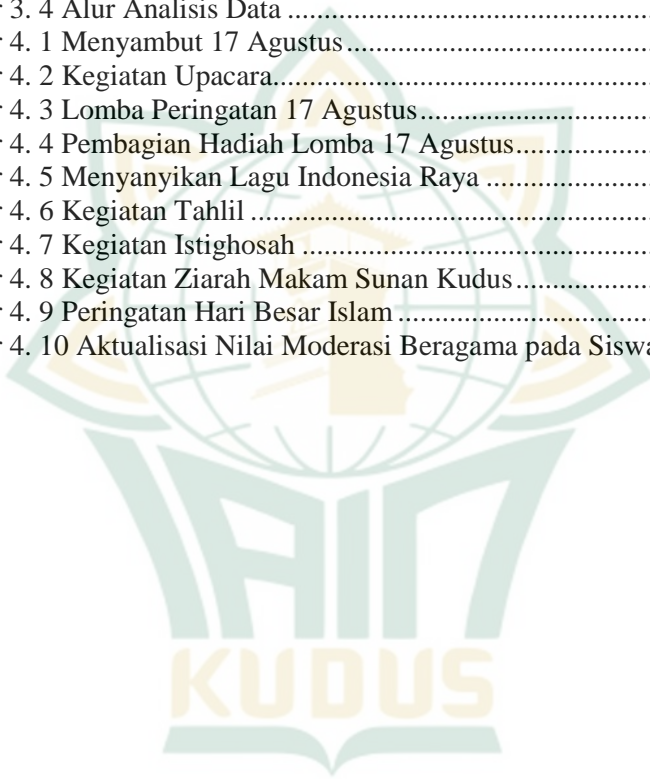 r 3. 4 Alur Analisis Data ..........................................
r 4. 1 Menyambut 17 Agustus ..................................
r 4. 2 Kegiatan Upacara............................................
r 4. 3 Lomba Peringatan 17 Agustus .........................
r 4. 4 Pembagian Hadiah Lomba 17 Agustus...............
r 4. 5 Menyanyikan Lagu Indonesia Raya ..................
r 4. 6 Kegiatan Tahlil ..............................................
r 4. 7 Kegiatan Istighosah ........................................
r 4. 8 Kegiatan Ziarah Makam Sunan Kudus...............
r 4. 9 Peringatan Hari Besar Islam .............................
r 4. 10 Aktualisasi Nilai Moderasi Beragama pada Siswa
IAIN
KUDUS